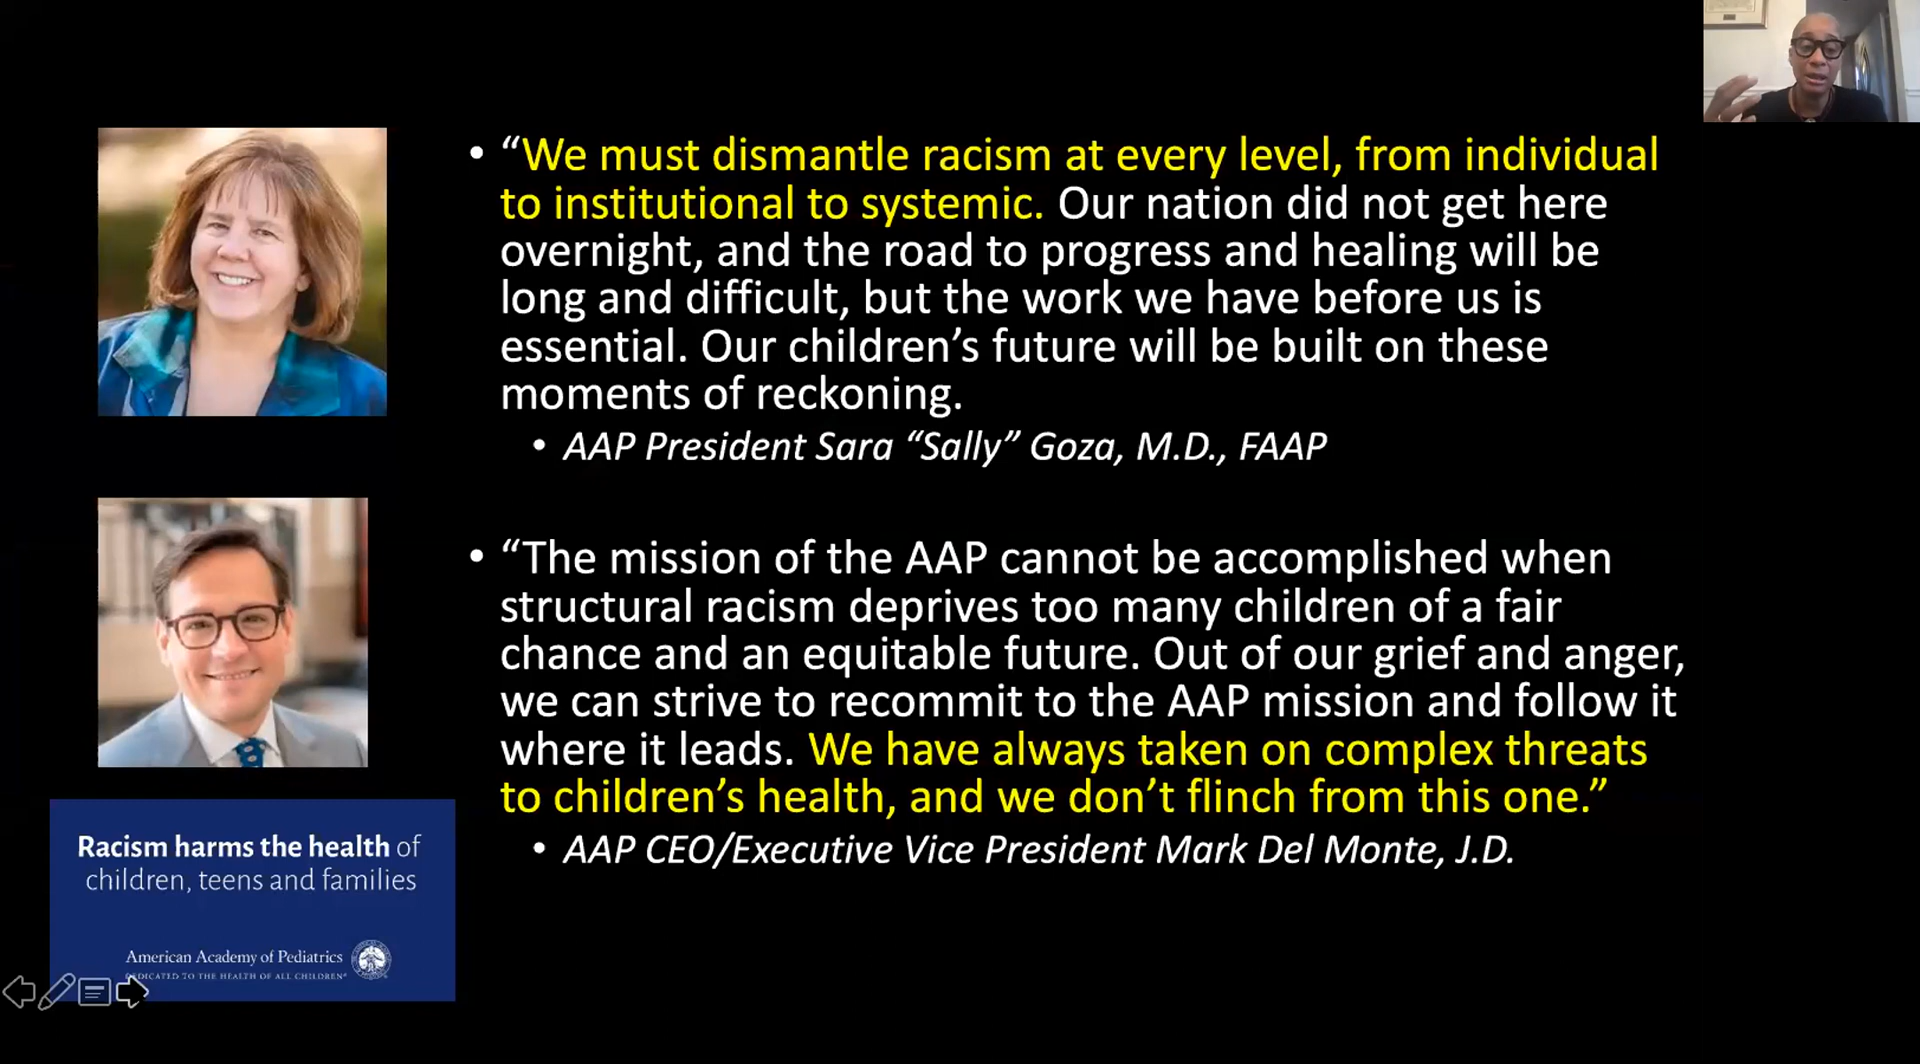 “We must dismantle racism at every level, from individual
to institutional to systemic. Our nation did not get here
overnight, and the road to progress and healing will be
long and difficult, but the work we have before us is
essential. Our children’s future will be built on these
moments of reckoning.
AAP President Sara “Sally” Goza, M.D., FAAP
“The mission of the AAP cannot be accomplished when
structural racism deprives too many children of a fair
chance and an equitable future. Out of our grief and anger,
we can strive to recommit to the AAP mission and follow it
where it leads. We have always taken on complex threats
to children’s health, and we don’t flinch from this one.”
AAP CEO/Executive Vice President Mark Del Monte, J.D.
Racism harms the health of
children, teens and families
American Academy of Pediatrics
DEDICATED TO THE HEALTH OF ALL CHILDREN®